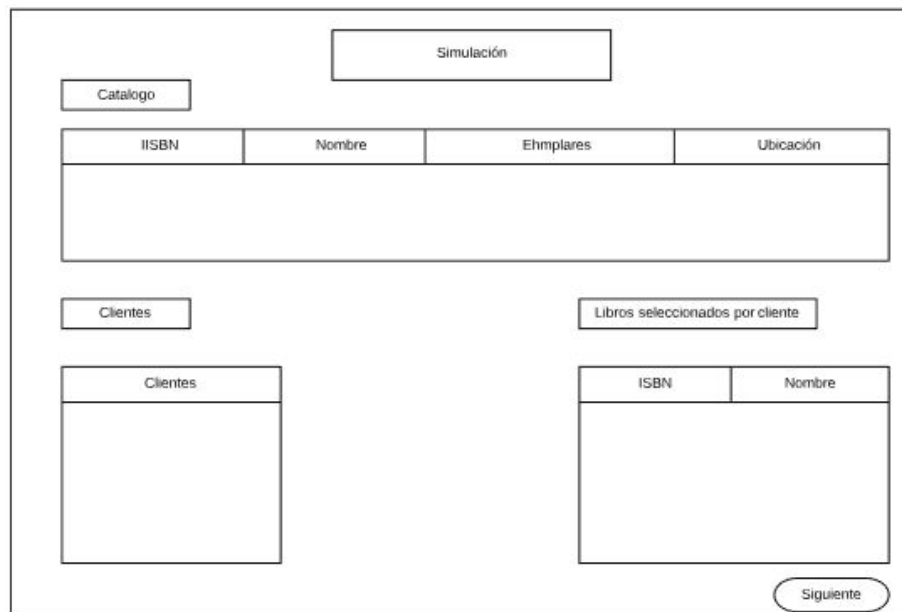 Simulación
Catalogo
IISBN Nombre Ehmplares Ubicación
Clientes Libros seleccionados por cliente
Clientes ISBN Nombre
Siguiente